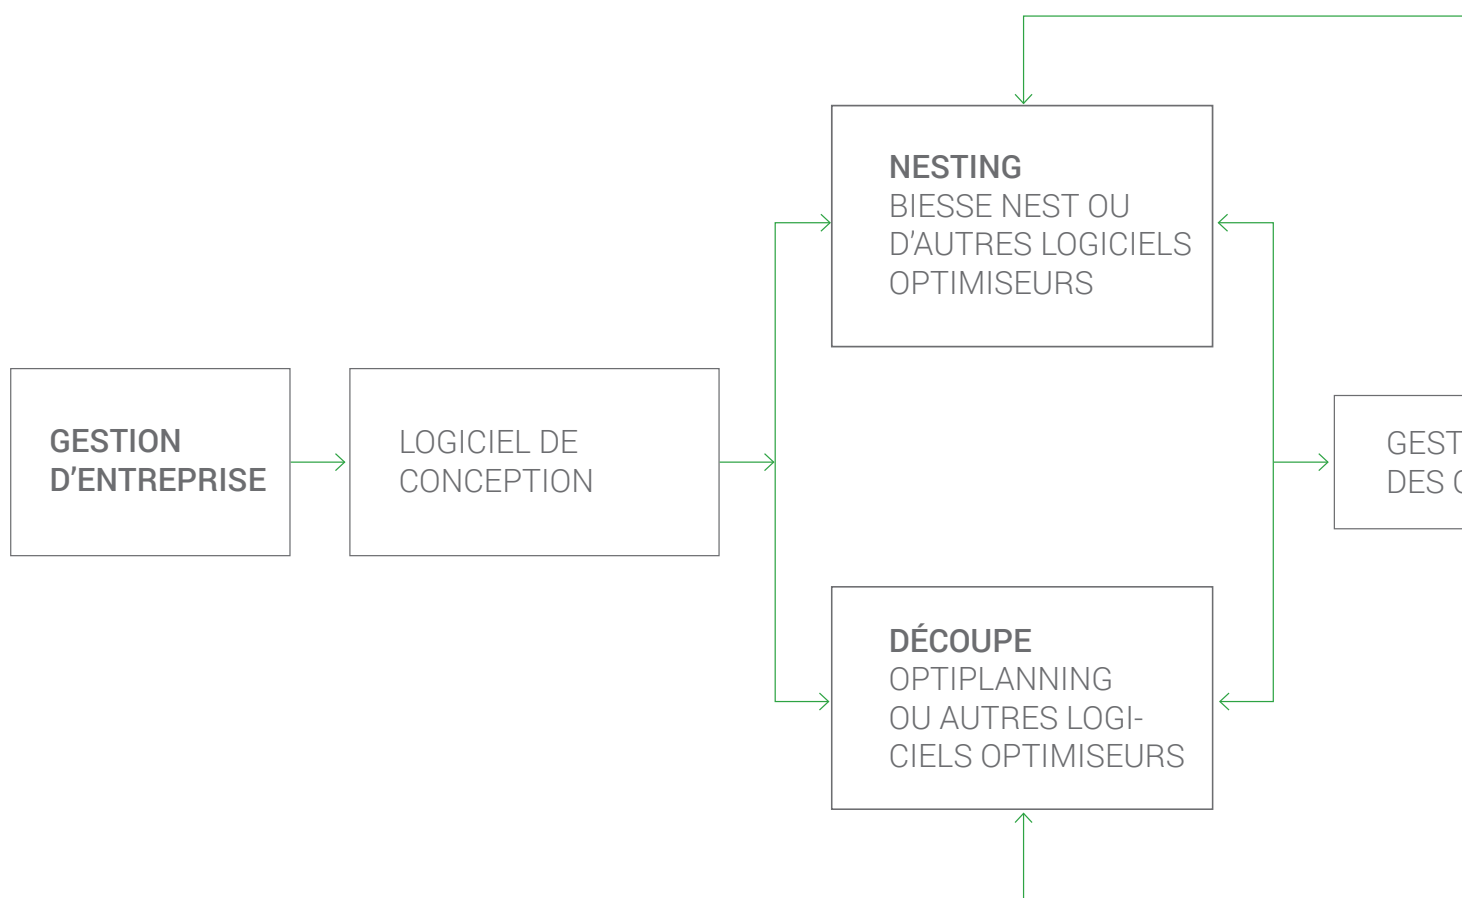 NESTING
BIESSE NEST OU
D'AUTRES LOGICIELS
OPTIMISEURS
GESTION
D'ENTREPRISE
LOGICIEL DE
CONCEPTION
DES
DÉCOUPE
OPTIPLANNING
OU AUTRES LOGI-
CIELS OPTIMISEURS